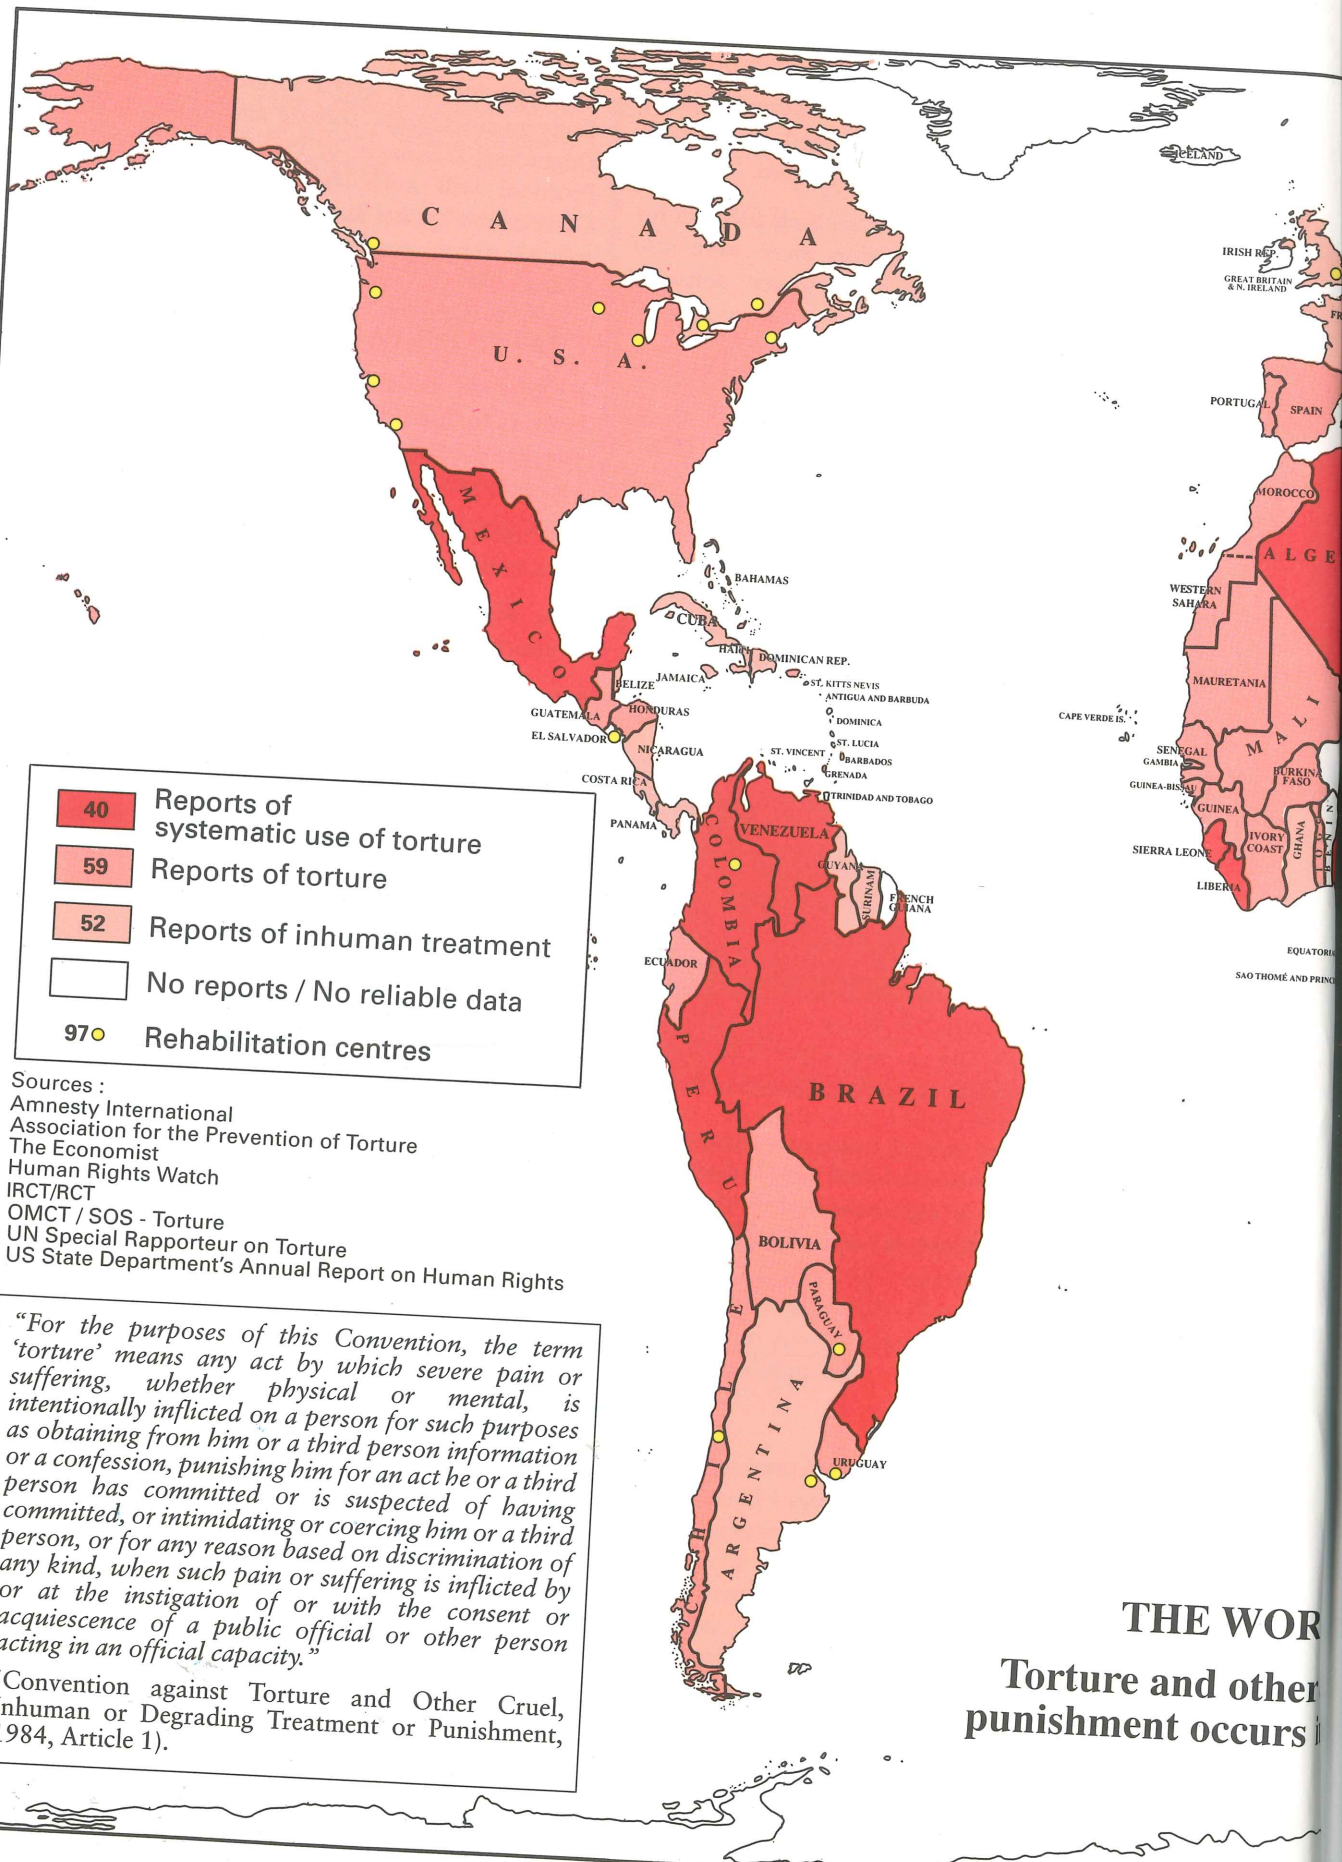 CANADA
U. S. A.
MEXICO
ICELAND
IRISH REP.
GREAT BRITAIN
& N. IRELAND
FR
PORTUGAL
SPAIN
MOROCCO
ALGE
WESTERN
SAHARA
MAURETANIA
MALI
CAPE VERDE IS.
SENEGAL
GAMBIA
GUINEA-BISSAU
BURKINA
FASO
GUINEA
IVORY
COAST
GHANA
TOGO
BENIN
SIERRA LEONE
LIBERIA
EQUATORIA
SAO THOMÉ AND PRINC
BAHAMAS
CUBA
HAITI
DOMINICAN REP.
JAMAICA
BELIZE
ST. KITTS NEVIS
ANTIGUA AND BARBUDA
GUATEMALA
HONDURAS
DOMINICA
EL SALVADOR
NICARAGUA
ST. LUCIA
ST. VINCENT
BARBADOS
GRENADA
COSTA RICA
TRINIDAD AND TOBAGO
PANAMA
COLOMBIA
VENEZUELA
GUYANA
SURINAM
FRENCH
GUIANA
ECUADOR
PERU
BRAZIL
BOLIVIA
PARAGUAY
CHILE
ARGENTINA
URUGUAY
40 Reports of
systematic use of torture
59 Reports of torture
52 Reports of inhuman treatment
No reports / No reliable data
97 Rehabilitation centres
Sources :
Amnesty International
Association for the Prevention of Torture
The Economist
Human Rights Watch
IRCT/RCT
OMCT / SOS - Torture
UN Special Rapporteur on Torture
US State Department's Annual Report on Human Rights
“For the purposes of this Convention, the term
‘torture’ means any act by which severe pain or
suffering, whether physical or mental, is
intentionally inflicted on a person for such purposes
as obtaining from him or a third person information
or a confession, punishing him for an act he or a third
person has committed or is suspected of having
committed, or intimidating or coercing him or a third
person, or for any reason based on discrimination of
any kind, when such pain or suffering is inflicted by
or at the instigation of or with the consent or
acquiescence of a public official or other person
acting in an official capacity.”
Convention against Torture and Other Cruel,
nhuman or Degrading Treatment or Punishment,
984, Article 1).
THE WOR
Torture and other
punishment occurs i